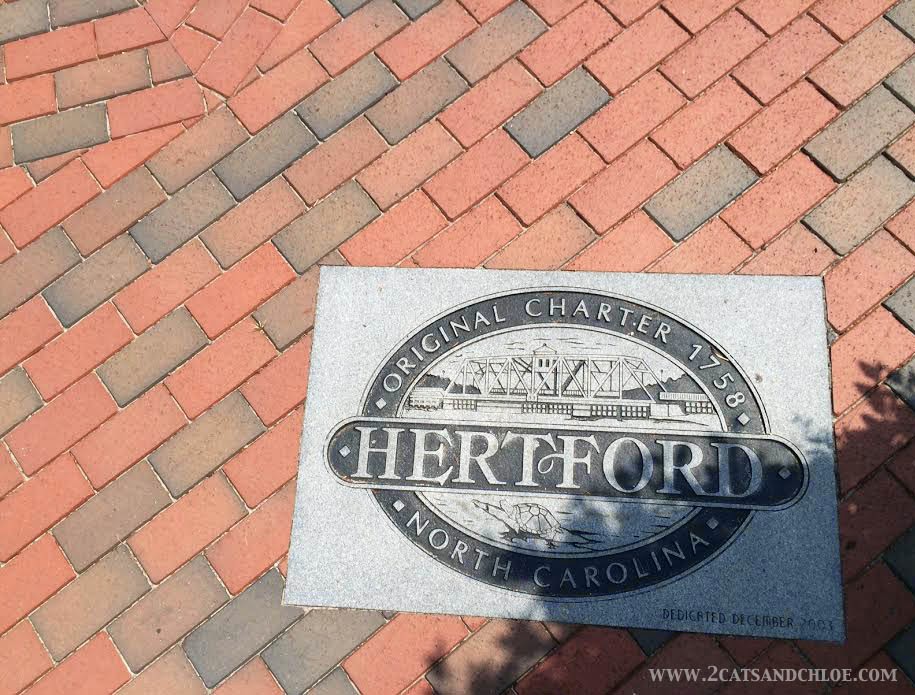 ORIGINAL CHARTER 1758
HERTFORD
NORTH CAROLINA
DEDICATED DECEMBER 2003
WWW.2CATSANDCHLOE.COM